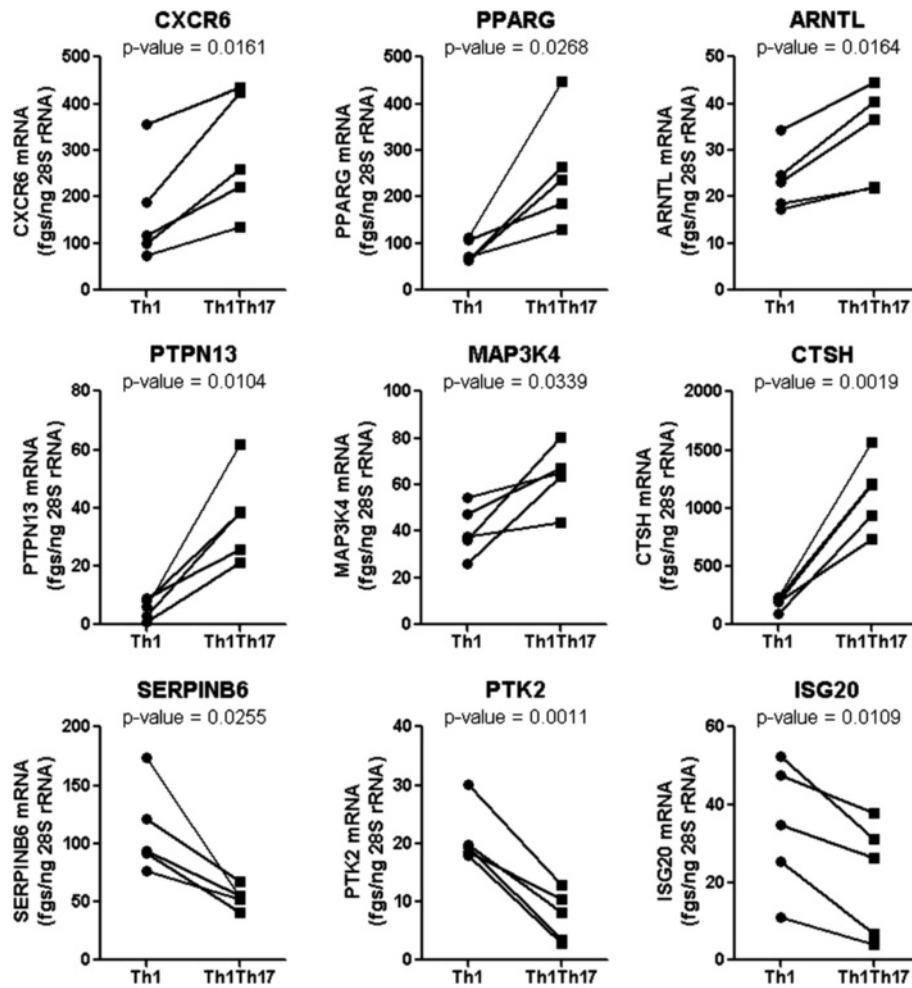 CXCR6
p-value = 0.0161
CXCR6 mRNA
(fgs/ng 28S rRNA)
500
400
300
200
100
0
Th1 Th1Th17
PPARG
p-value = 0.0268
PPARG mRNA
(fgs/ng 28S rRNA)
500
400
300
200
100
0
Th1 Th1Th17
ARNTL
p-value = 0.0164
ARNTL mRNA
(fgs/ng 28S rRNA)
50
40
30
20
10
0
Th1 Th1Th17
PTPN13
p-value = 0.0104
PTPN13 mRNA
(fgs/ng 28S rRNA)
80
60
40
20
0
Th1 Th1Th17
MAP3K4
p-value = 0.0339
MAP3K4 mRNA
(fgs/ng 28S rRNA)
100
80
60
40
20
0
Th1 Th1Th17
CTSH
p-value = 0.0019
CTSH mRNA
(fgs/ng 28S rRNA)
2000
1500
1000
500
0
Th1 Th1Th17
SERPINB6
p-value = 0.0255
SERPINB6 mRNA
(fgs/ng 28S rRNA)
200
150
100
50
0
Th1 Th1Th17
PTK2
p-value = 0.0011
PTK2 mRNA
(fgs/ng 28S rRNA)
40
30
20
10
0
Th1 Th1Th17
ISG20
p-value = 0.0109
ISG20 mRNA
(fgs/ng 28S rRNA)
60
40
20
0
Th1 Th1Th17